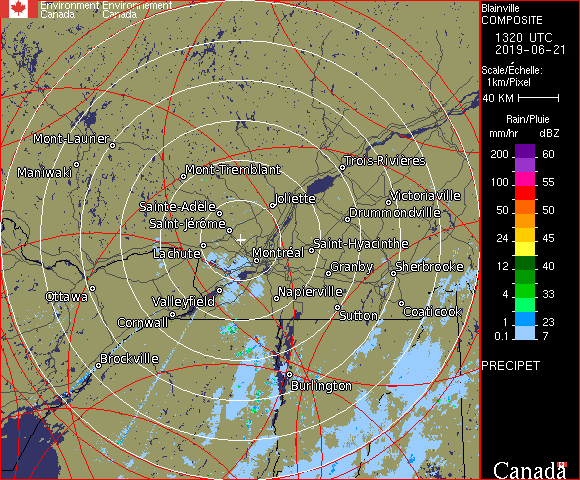 Environment Environnement
Canada Canada
Blainville
COMPOSITE
1320 UTC
2019-06-21
Scale/Échelle:
1km/Pixel
40 KM
Rain/Pluie
mm/hr dBZ
200 60
100 55
50 50
24 45
12 40
4 33
1 23
0.1 7
PRECIPET
Canada
Mont-Laurier
Maniwaki
Mont-Tremblant
Trois-Rivières
Sainte-Adèle
Joliette
Victoriaville
Drummondville
Saint-Jérôme
Lachute
Montréal
Saint-Hyacinthe
Granby
Sherbrooke
Ottawa
Valleyfield
Napierville
Cornwall
Sutton
Coaticook
Brockville
Burlington